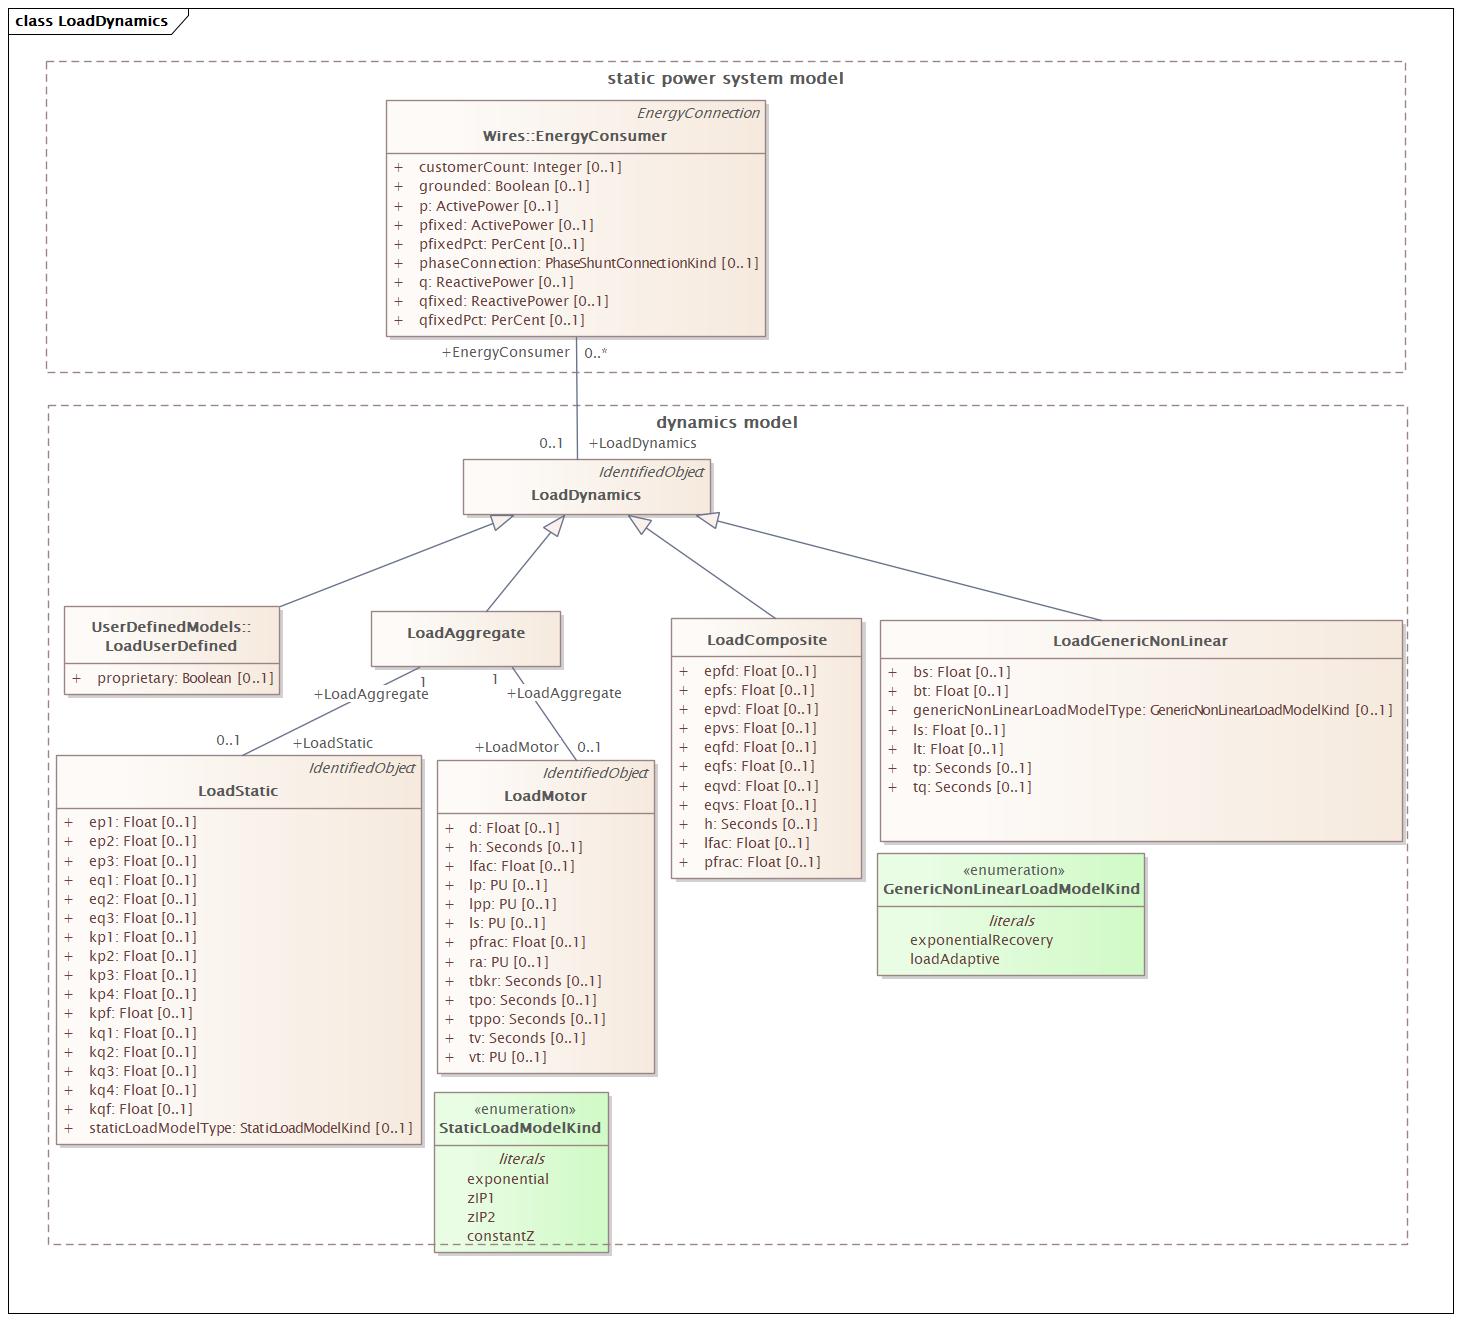 class LoadDynamics
static power system model
EnergyConnection
Wires::EnergyConsumer
+ customerCount: Integer [0..1]
+ grounded: Boolean [0..1]
+ p: ActivePower [0..1]
+ pfixed: ActivePower [0..1]
+ pfixedPct: PerCent [0..1]
+ phaseConnection: PhaseShuntConnectionKind [0..1]
+ q: ReactivePower [0..1]
+ qfixed: ReactivePower [0..1]
+ qfixedPct: PerCent [0..1]
+EnergyConsumer 0..*
dynamics model
0..1 +LoadDynamics
IdentifiedObject
LoadDynamics
UserDefinedModels::
LoadUserDefined
+ proprietary: Boolean [0..1]
LoadAggregate
1 +LoadAggregate
1 +LoadAggregate
0..1 +LoadStatic
+LoadMotor 0..1
IdentifiedObject
LoadStatic
+ ep1: Float [0..1]
+ ep2: Float [0..1]
+ ep3: Float [0..1]
+ eq1: Float [0..1]
+ eq2: Float [0..1]
+ eq3: Float [0..1]
+ kp1: Float [0..1]
+ kp2: Float [0..1]
+ kp3: Float [0..1]
+ kp4: Float [0..1]
+ kpf: Float [0..1]
+ kq1: Float [0..1]
+ kq2: Float [0..1]
+ kq3: Float [0..1]
+ kq4: Float [0..1]
+ kqf: Float [0..1]
+ staticLoadModelType: StaticLoadModelKind [0..1]
IdentifiedObject
LoadMotor
+ d: Float [0..1]
+ h: Seconds [0..1]
+ lfac: Float [0..1]
+ lp: PU [0..1]
+ lpp: PU [0..1]
+ ls: PU [0..1]
+ pfrac: Float [0..1]
+ ra: PU [0..1]
+ tbkr: Seconds [0..1]
+ tpo: Seconds [0..1]
+ tppo: Seconds [0..1]
+ tv: Seconds [0..1]
+ vt: PU [0..1]
LoadComposite
+ epfd: Float [0..1]
+ epfs: Float [0..1]
+ epvd: Float [0..1]
+ epvs: Float [0..1]
+ eqfd: Float [0..1]
+ eqfs: Float [0..1]
+ eqvd: Float [0..1]
+ eqvs: Float [0..1]
+ h: Seconds [0..1]
+ lfac: Float [0..1]
+ pfrac: Float [0..1]
LoadGenericNonLinear
+ bs: Float [0..1]
+ bt: Float [0..1]
+ genericNonLinearLoadModelType: GenericNonLinearLoadModelKind [0..1]
+ ls: Float [0..1]
+ lt: Float [0..1]
+ tp: Seconds [0..1]
+ tq: Seconds [0..1]
«enumeration»
GenericNonLinearLoadModelKind
literals
exponentialRecovery
loadAdaptive
«enumeration»
StaticLoadModelKind
literals
exponential
zIP1
zIP2
constantZ